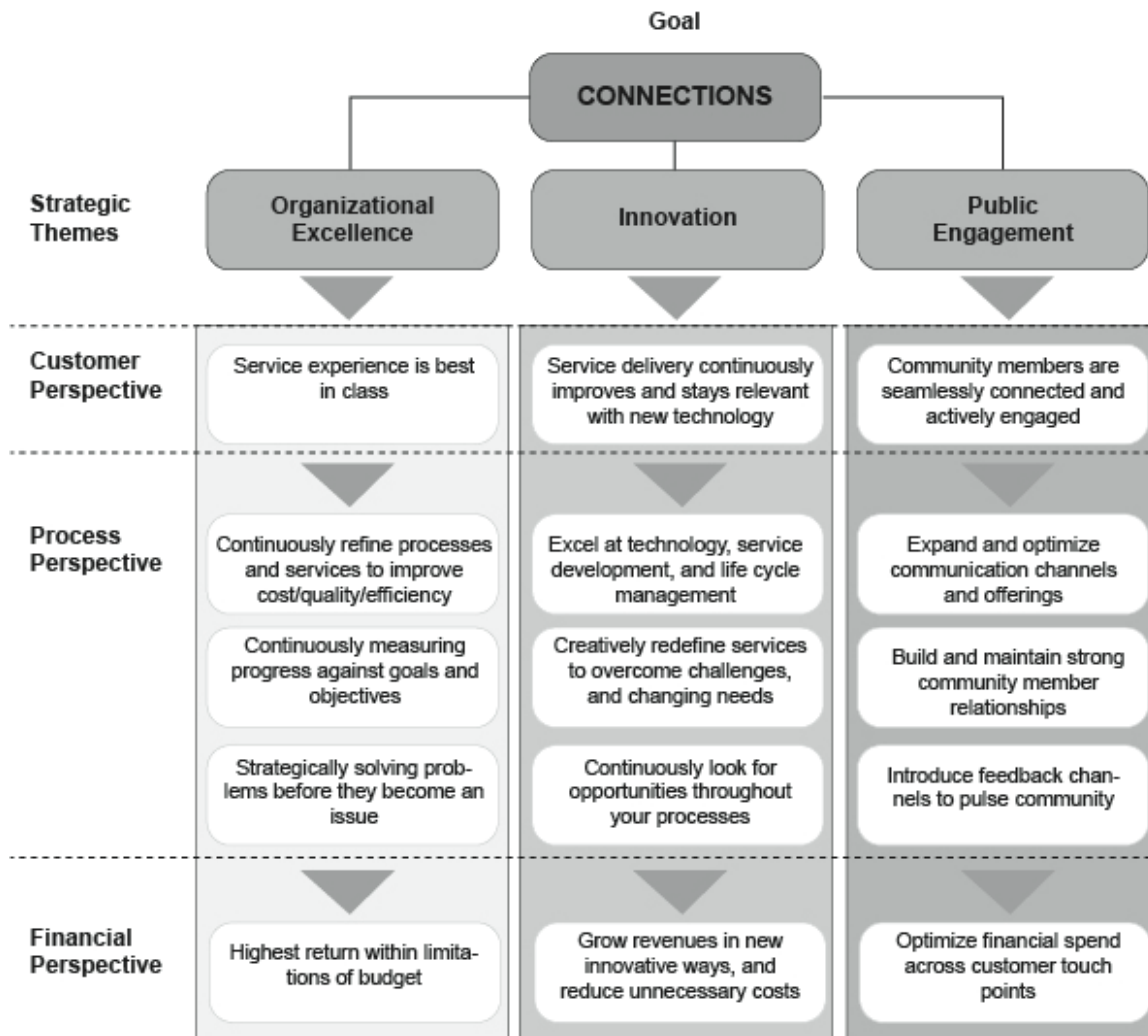 Goal
CONNECTIONS
Strategic
Themes
Organizational
Excellence
Innovation
Public
Engagement
Customer
Perspective
Service experience is best
in class
Service delivery continuously
improves and stays relevant
with new technology
Community members are
seamlessly connected and
actively engaged
Process
Perspective
Continuously refine processes
and services to improve
cost/quality/efficiency
Excel at technology, service
development, and life cycle
management
Expand and optimize
communication channels
and offerings
Continuously measuring
progress against goals and
objectives
Creatively redefine services
to overcome challenges,
and changing needs
Build and maintain strong
community member
relationships
Strategically solving prob-
lems before they become an
issue
Continuously look for
opportunities throughout
your processes
Introduce feedback chan-
nels to pulse community
Financial
Perspective
Highest return within limita-
tions of budget
Grow revenues in new
innovative ways, and
reduce unnecessary costs
Optimize financial spend
across customer touch
points